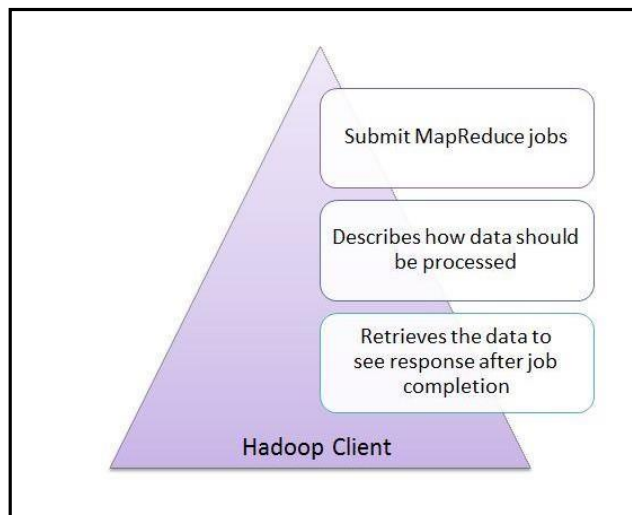 Submit MapReduce jobs
Describes how data should
be processed
Retrieves the data to
see response after job
completion
Hadoop Client